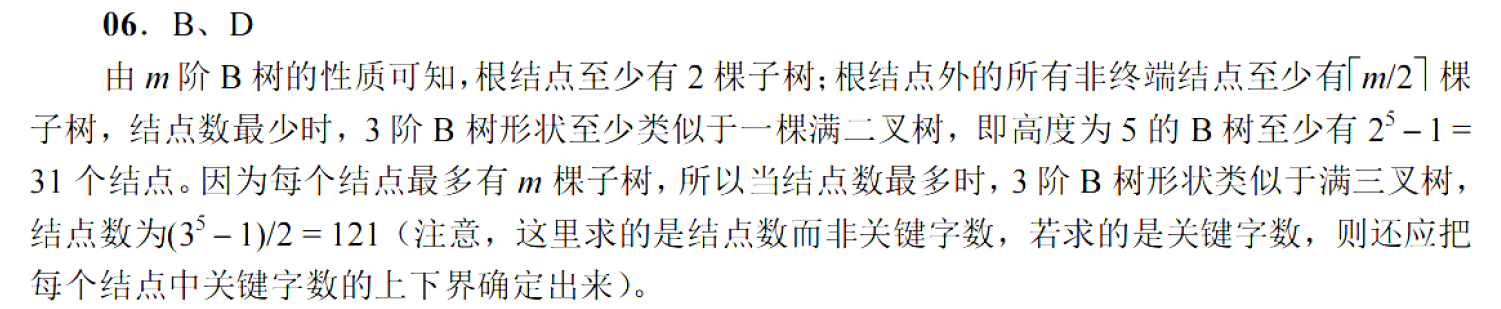 06．B、D
由 m 阶 B 树的性质可知，根结点至少有 2 棵子树；根结点外的所有非终端结点至少有⌈m/2⌉ 棵
子树，结点数最少时，3 阶 B 树形状至少类似于一棵满二叉树，即高度为 5 的 B 树至少有 2⁵ – 1 =
31 个结点。因为每个结点最多有 m 棵子树，所以当结点数最多时，3 阶 B 树形状类似于满三叉树，
结点数为(3⁵ – 1)/2 = 121（注意，这里求的是结点数而非关键字数，若求的是关键字数，则还应把
每个结点中关键字数的上下界确定出来）。